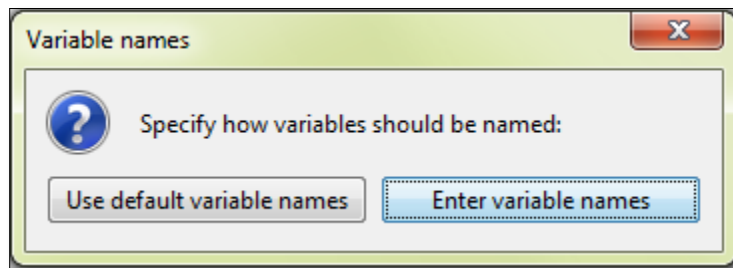 Variable names
Specify how variables should be named:
Use default variable names
Enter variable names